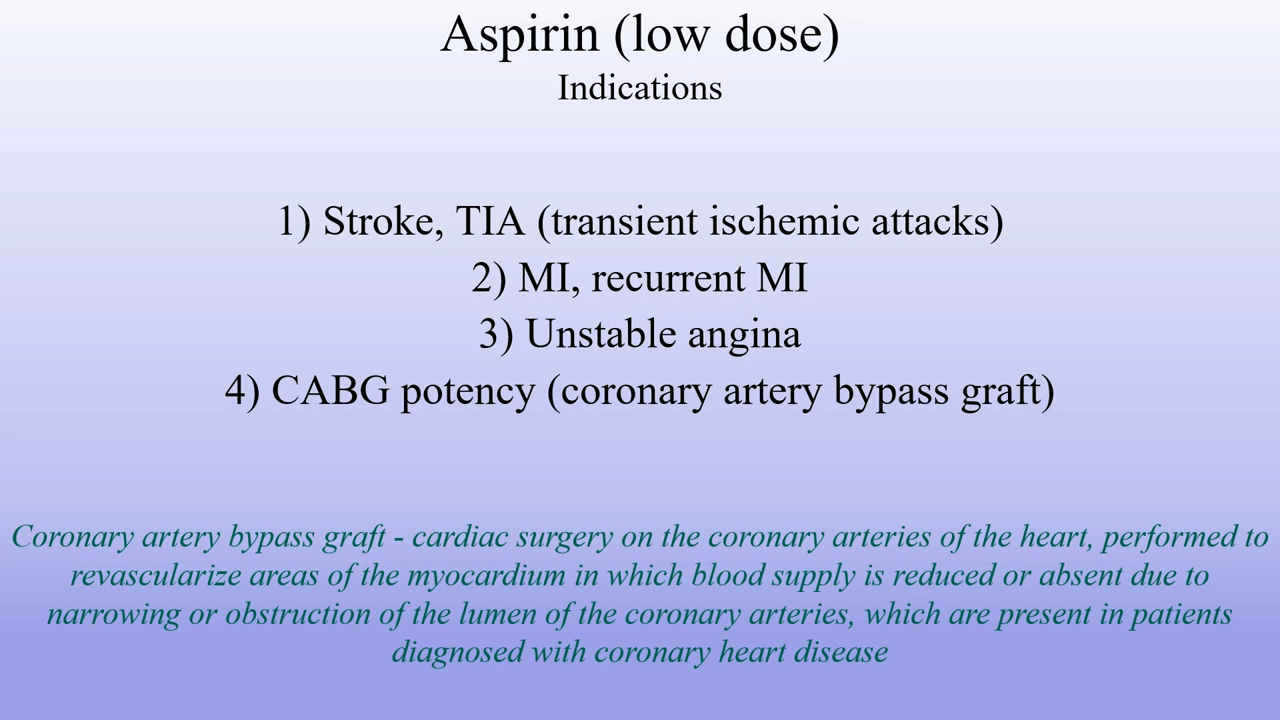 Aspirin (low dose)
Indications
1) Stroke, TIA (transient ischemic attacks)
2) MI, recurrent MI
3) Unstable angina
4) CABG potency (coronary artery bypass graft)
Coronary artery bypass graft - cardiac surgery on the coronary arteries of the heart, performed to
revascularize areas of the myocardium in which blood supply is reduced or absent due to
narrowing or obstruction of the lumen of the coronary arteries, which are present in patients
diagnosed with coronary heart disease